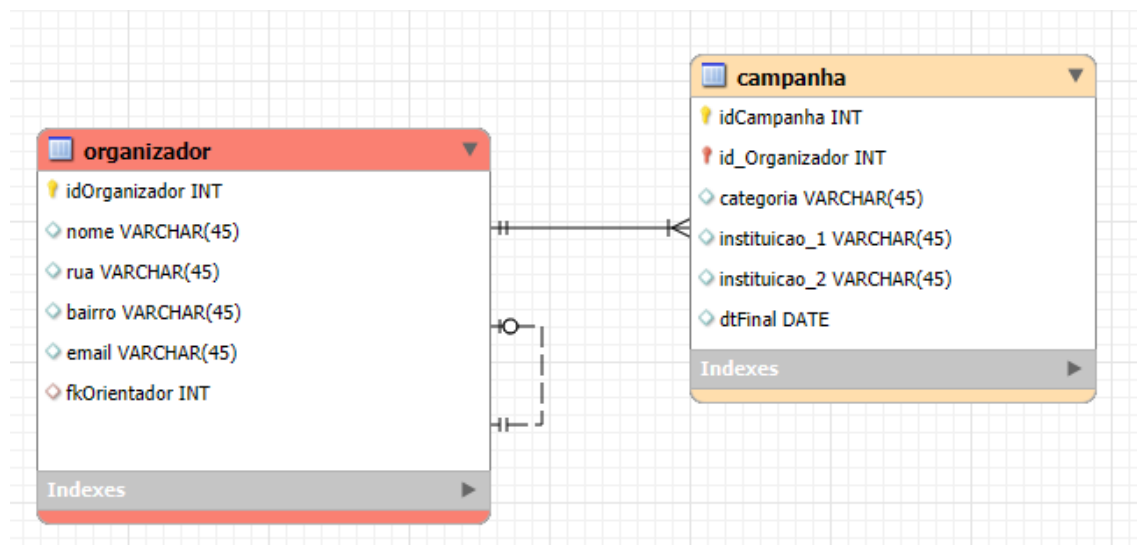 organizador
idOrganizador INT
nome VARCHAR(45)
rua VARCHAR(45)
bairro VARCHAR(45)
email VARCHAR(45)
fkOrientador INT
Indexes
campanha
idCampanha INT
id_Organizador INT
categoria VARCHAR(45)
instituicao_1 VARCHAR(45)
instituicao_2 VARCHAR(45)
dtFinal DATE
Indexes